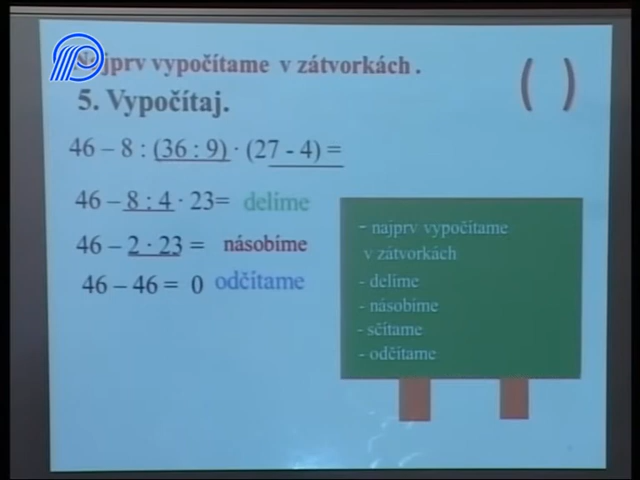 Najprv vypočítame v zátvorkách .
5. Vypočítaj.
( )
46 – 8 : (36 : 9) · (27 - 4) =
46 – 8 : 4 · 23= delíme
46 – 2 · 23 = násobíme
46 – 46 = 0 odčítame
- najprv vypočítame
v zátvorkách
- delíme
- násobíme
- sčítame
- odčítame